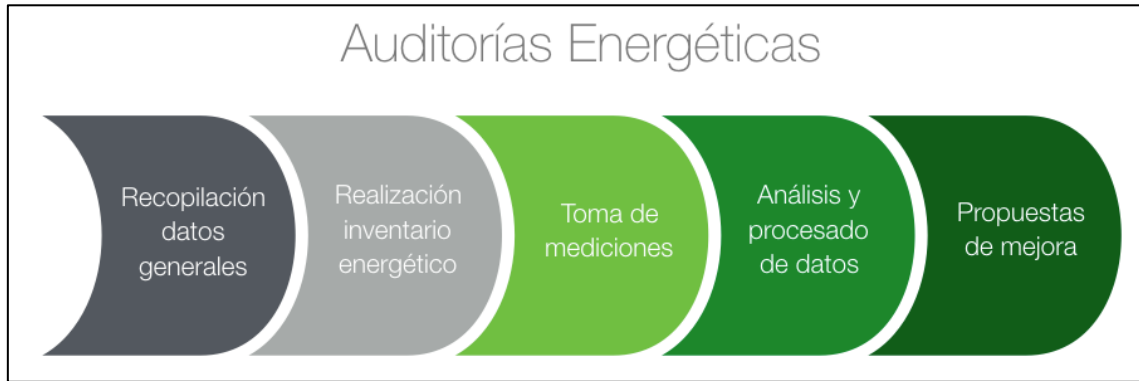 Auditorías Energéticas
Recopilación
datos
generales
Realización
inventario
energético
Toma de
mediciones
Análisis y
procesado
de datos
Propuestas
de mejora